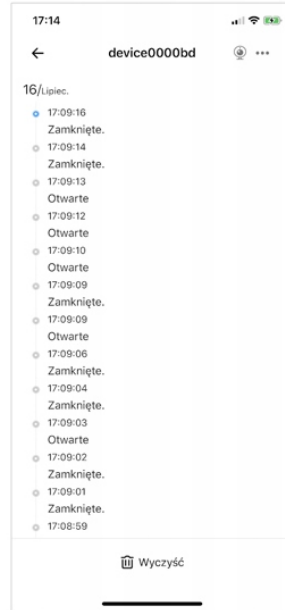 17:14
device0000bd
16/Lipiec.
17:09:16
Zamknięte.
17:09:14
Zamknięte.
17:09:13
Otwarte
17:09:12
Otwarte
17:09:10
Otwarte
17:09:09
Zamknięte.
17:09:09
Otwarte
17:09:06
Zamknięte.
17:09:04
Zamknięte.
17:09:03
Otwarte
17:09:02
Zamknięte.
17:09:01
Zamknięte.
17:08:59
Wyczyść